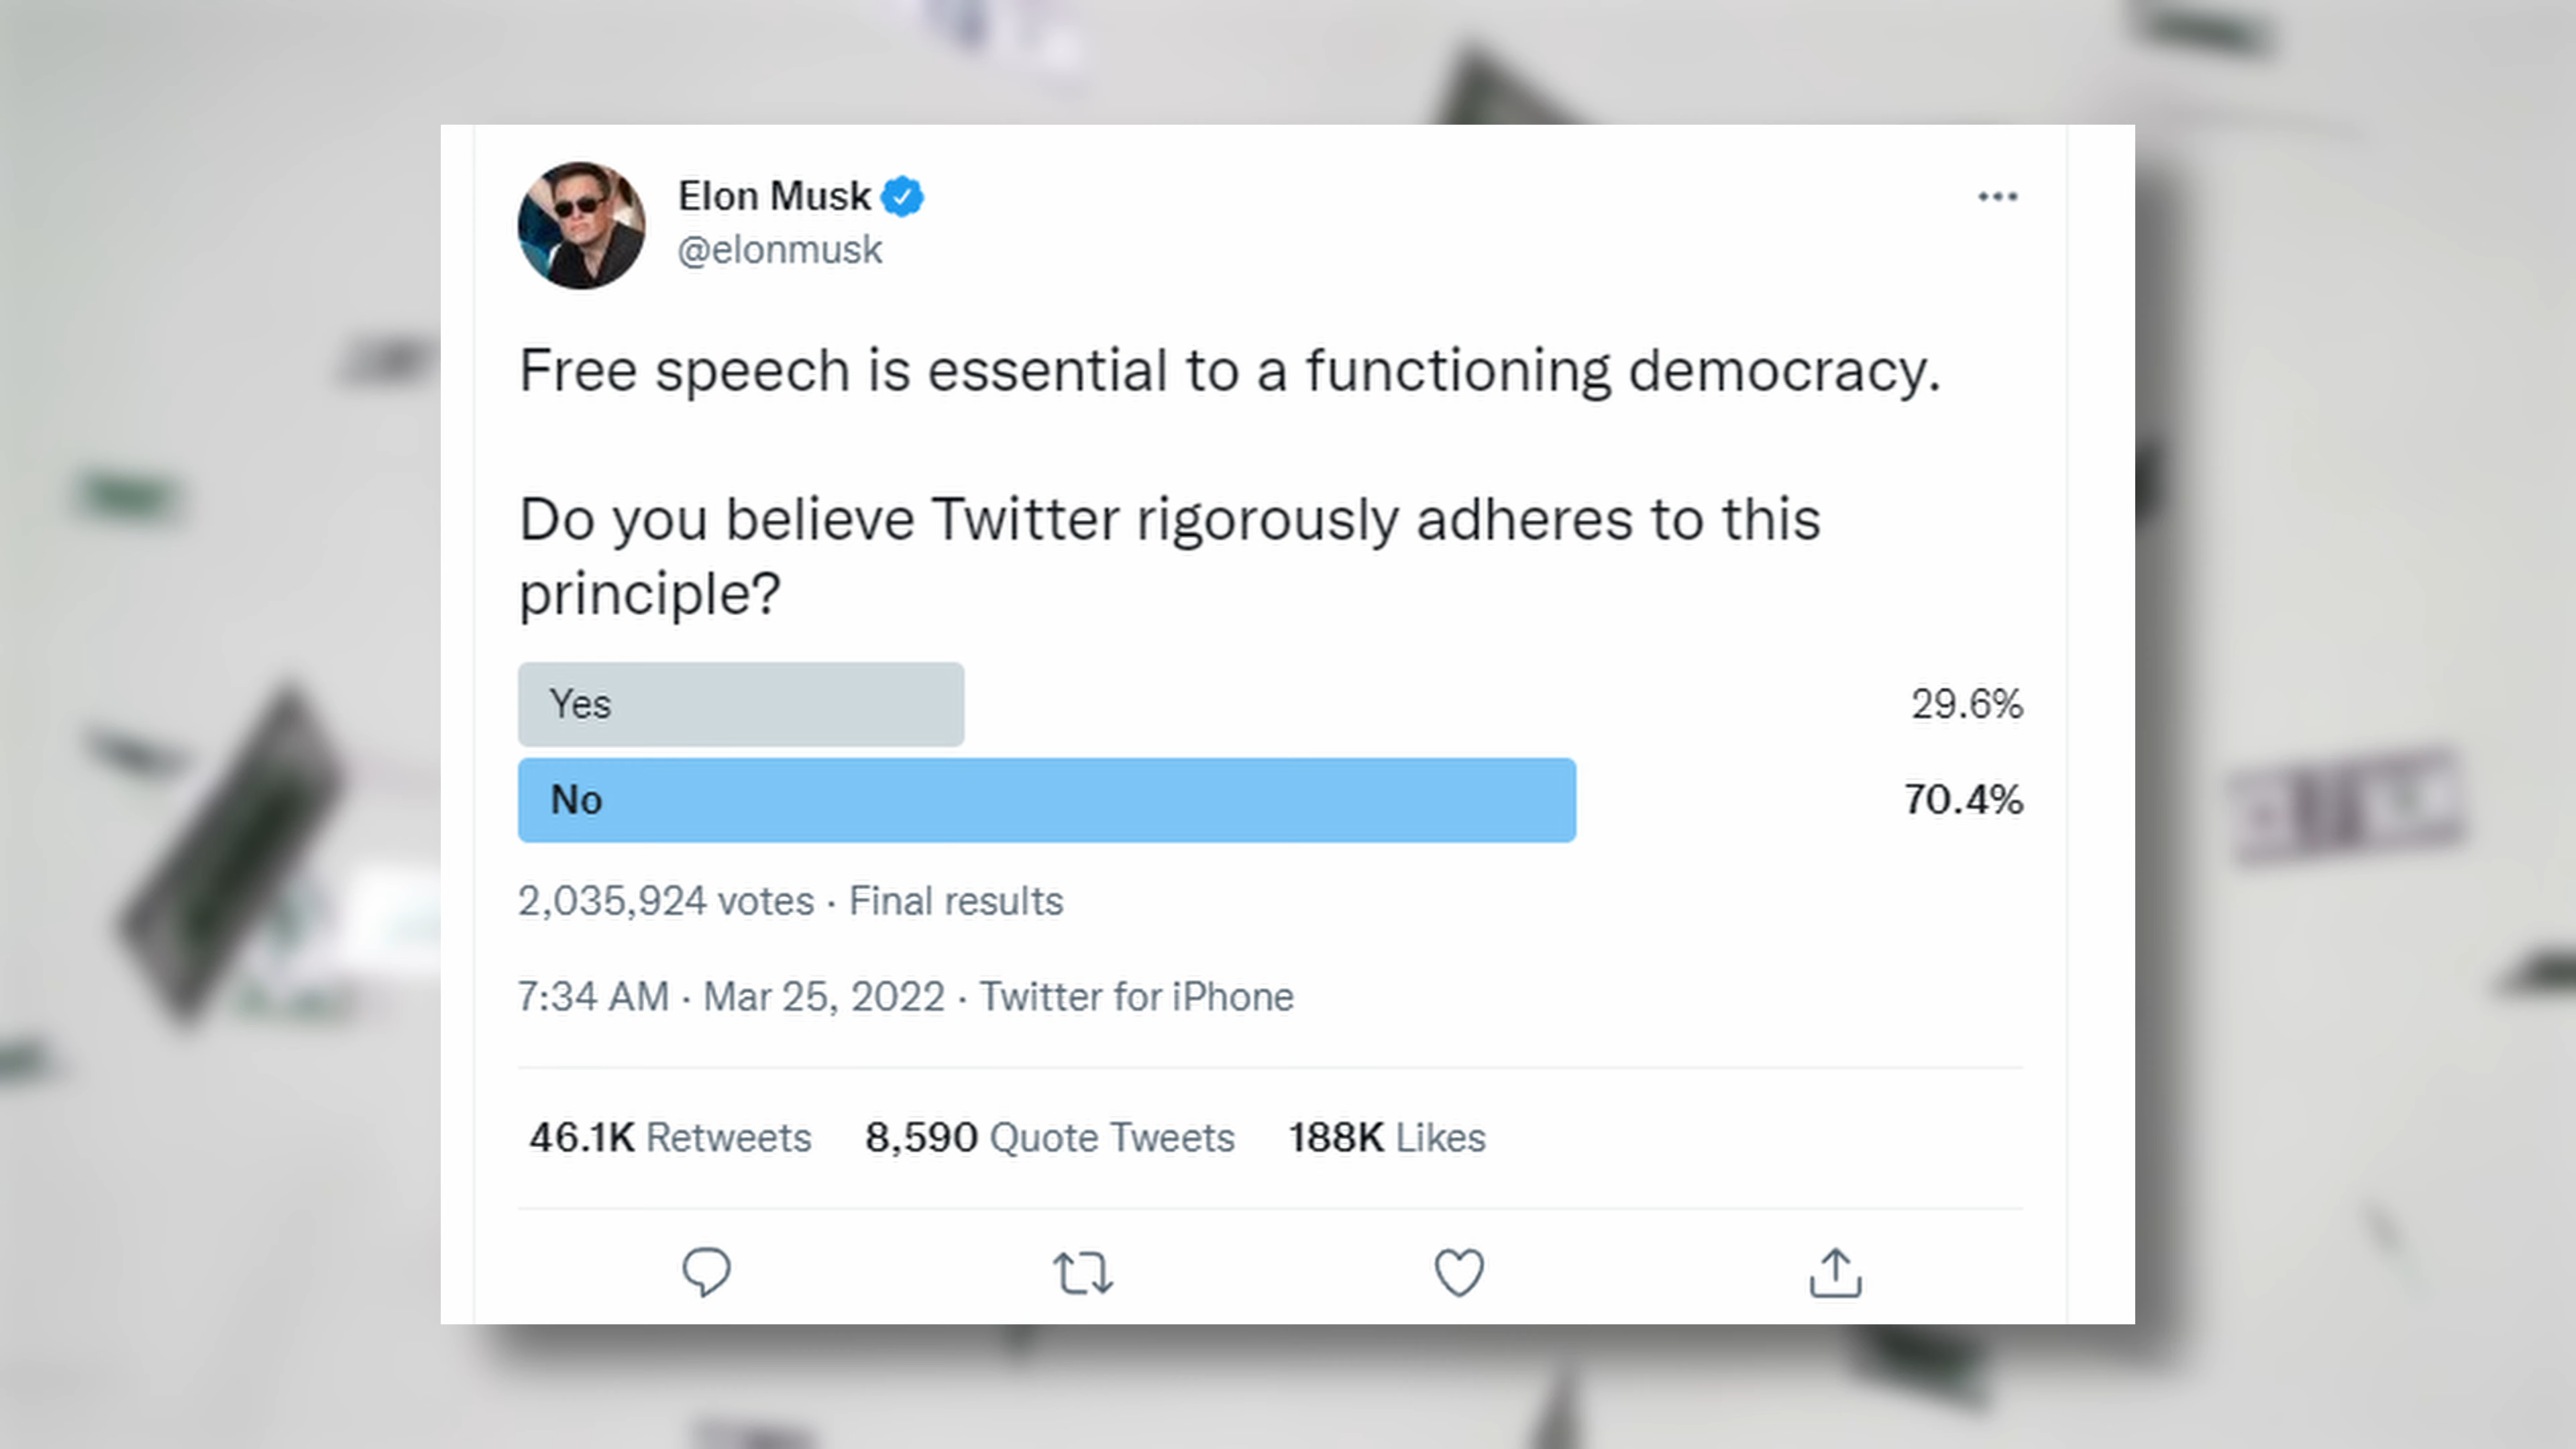 Elon Musk
@elonmusk
Free speech is essential to a functioning democracy.
Do you believe Twitter rigorously adheres to this
principle?
Yes 29.6%
No 70.4%
2,035,924 votes · Final results
7:34 AM · Mar 25, 2022 · Twitter for iPhone
46.1K Retweets 8,590 Quote Tweets 188K Likes